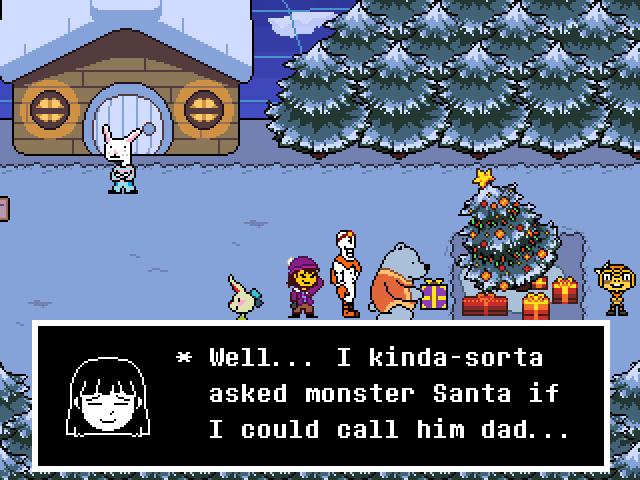 * Well... I kinda-sorta
asked monster Santa if
I could call him dad...